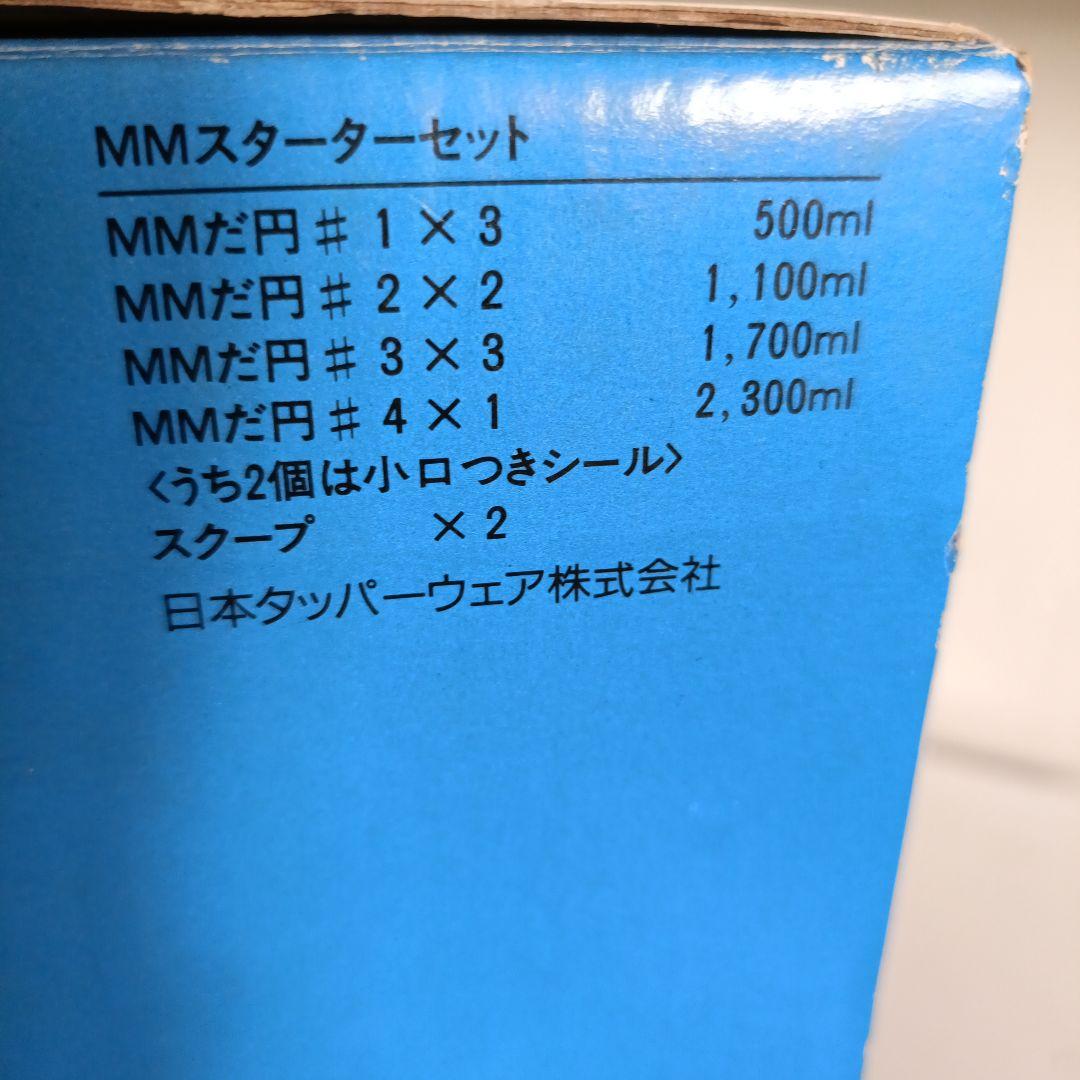 MMスターターセット
MMだ円♯1×3 500ml
MMだ円♯2×2 1,100ml
MMだ円♯3×3 1,700ml
MMだ円♯4×1 2,300ml
〈うち2個は小口つきシール〉
スクープ ×2
日本タッパーウェア株式会社